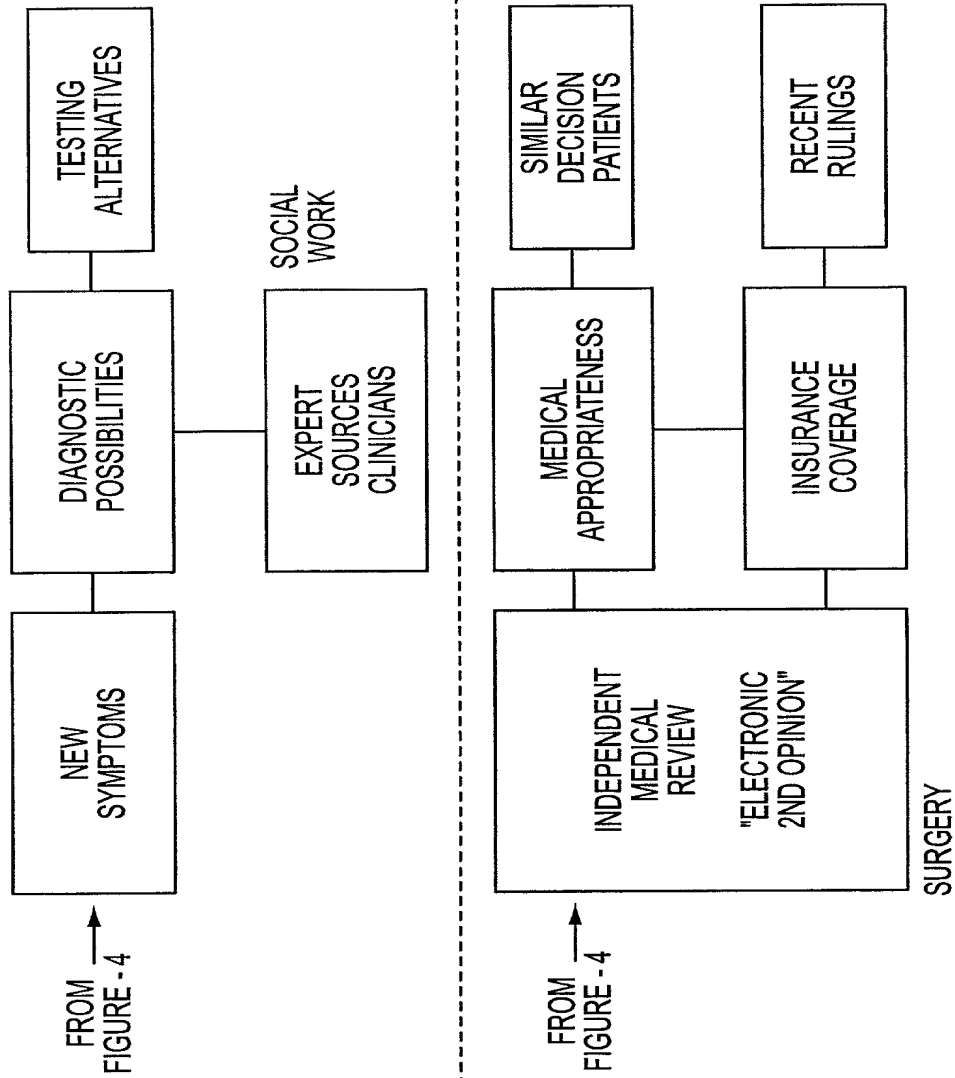 FROM
FIGURE - 4
NEW
SYMPTOMS
DIAGNOSTIC
POSSIBILITIES
TESTING
ALTERNATIVES
EXPERT
SOURCES
CLINICIANS
SOCIAL
WORK
FROM
FIGURE - 4
INDEPENDENT
MEDICAL
REVIEW
"ELECTRONIC
2ND OPINION"
SURGERY
MEDICAL
APPROPRIATENESS
SIMILAR
DECISION
PATIENTS
INSURANCE
COVERAGE
RECENT
RULINGS